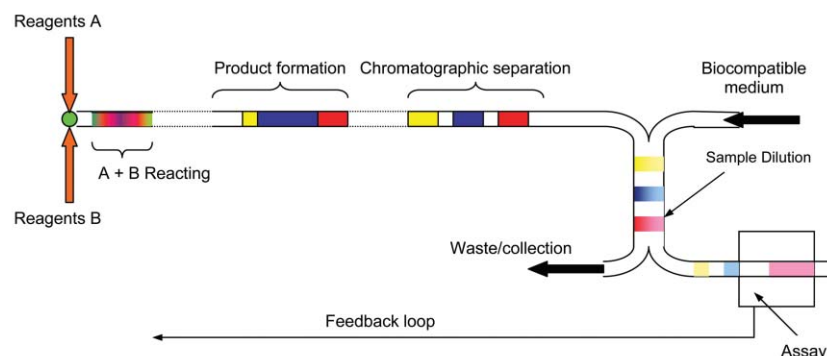 Reagents A
Product formation
Chromatographic separation
Biocompatible
medium
A + B Reacting
Sample Dilution
Reagents B
Waste/collection
Feedback loop
Assay